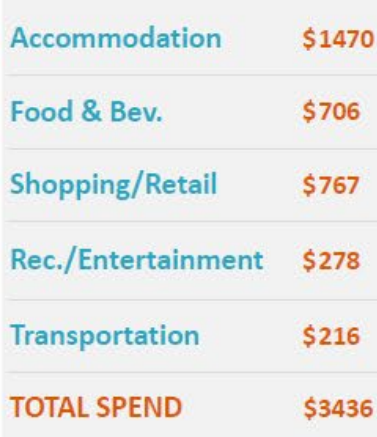 Accommodation $1470
Food & Bev. $706
Shopping/Retail $767
Rec./Entertainment $278
Transportation $216
TOTAL SPEND $3436